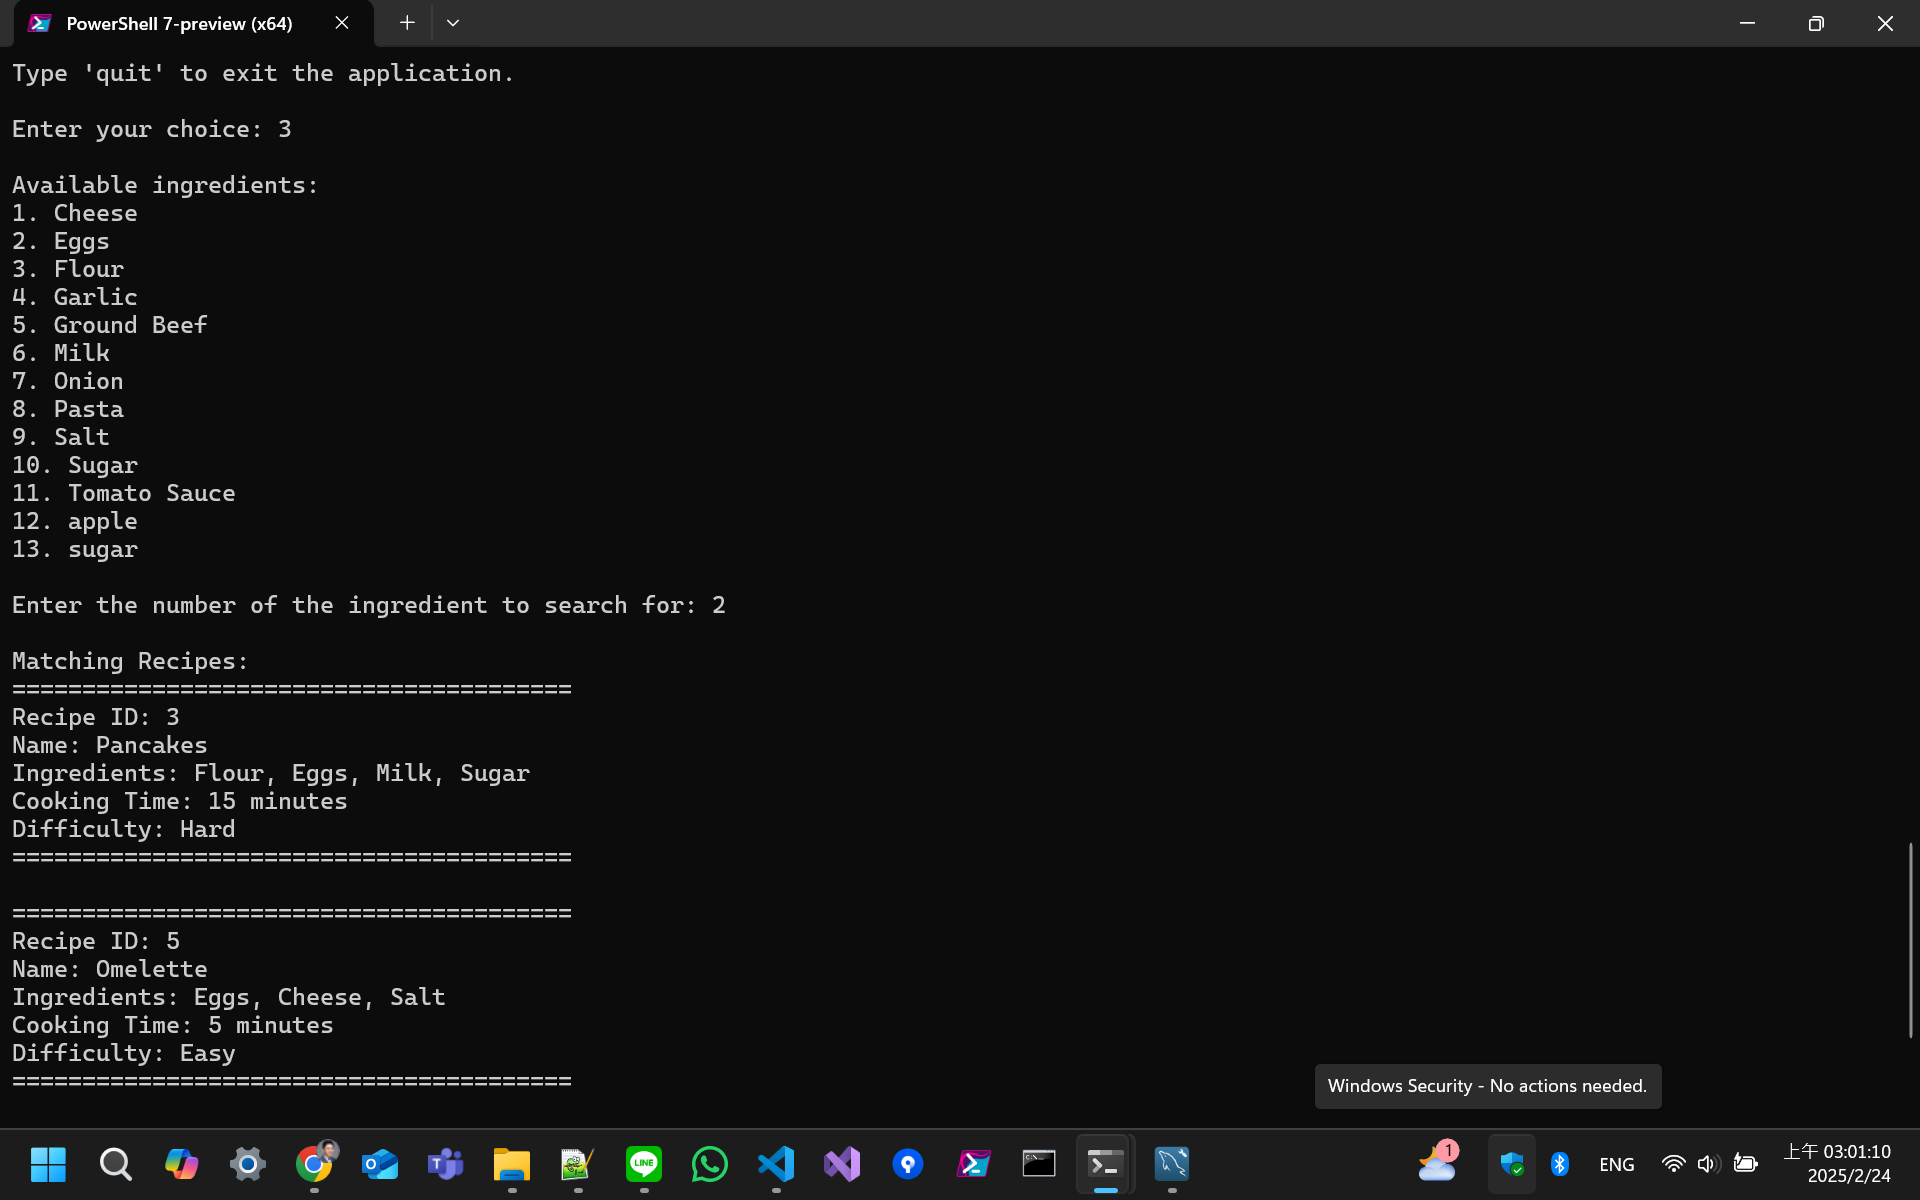 PowerShell 7-preview (x64)
Type 'quit' to exit the application.
Enter your choice: 3
Available ingredients:
1. Cheese
2. Eggs
3. Flour
4. Garlic
5. Ground Beef
6. Milk
7. Onion
8. Pasta
9. Salt
10. Sugar
11. Tomato Sauce
12. apple
13. sugar
Enter the number of the ingredient to search for: 2
Matching Recipes:
========================================
Recipe ID: 3
Name: Pancakes
Ingredients: Flour, Eggs, Milk, Sugar
Cooking Time: 15 minutes
Difficulty: Hard
========================================
========================================
Recipe ID: 5
Name: Omelette
Ingredients: Eggs, Cheese, Salt
Cooking Time: 5 minutes
Difficulty: Easy
========================================
Windows Security - No actions needed.
LINE
1
ENG
上午 03:01:10
2025/2/24